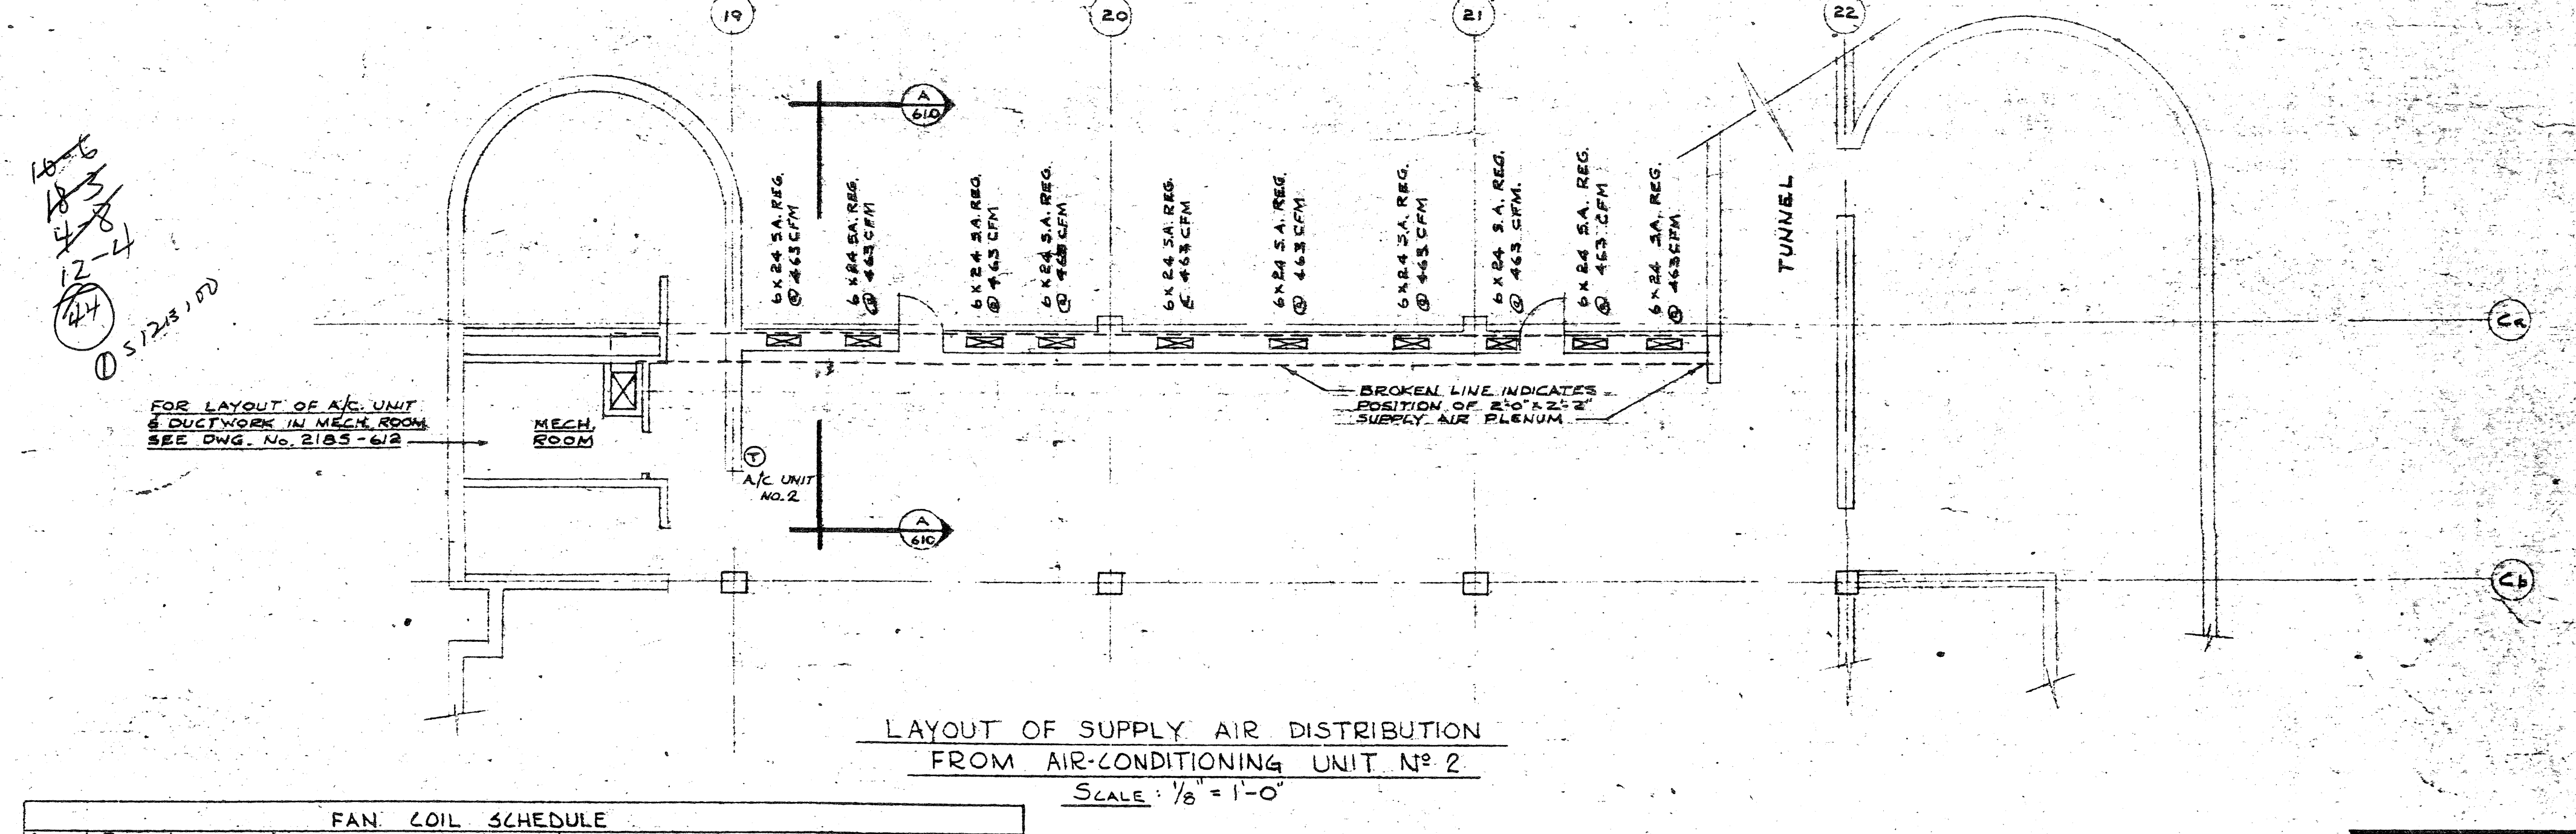 19
20
21
22
A
610
10-6
18-3
4-8
12-4
44
6 x 24 S.A. REG.
@ 463 CFM
6 x 24 S.A. REG.
@ 463 CFM
6 x 24 S.A. REG.
@ 463 CFM
6 x 24 S.A. REG.
@ 463 CFM
6 x 24 S.A. REG.
@ 463 CFM
6 x 24 S.A. REG.
@ 463 CFM
6 x 24 S.A. REG.
@ 463 CFM
6 x 24 S.A. REG.
@ 463 CFM.
6 x 24 S.A. REG.
@ 463 CFM
6 x 24 S.A. REG.
@ 463 CFM
TUNNEL
Ca
FOR LAYOUT OF A/C. UNIT
& DUCTWORK IN MECH. ROOM
SEE DWG. No. 2185-612
MECH.
ROOM
BROKEN LINE INDICATES
POSITION OF 2'-0" x 2'-2"
SUPPLY AIR PLENUM
T
A/C UNIT
NO. 2
A
610
Cb
LAYOUT OF SUPPLY AIR DISTRIBUTION
FROM AIR-CONDITIONING UNIT Nº 2
SCALE: 1/8" = 1'-0"
FAN COIL SCHEDULE